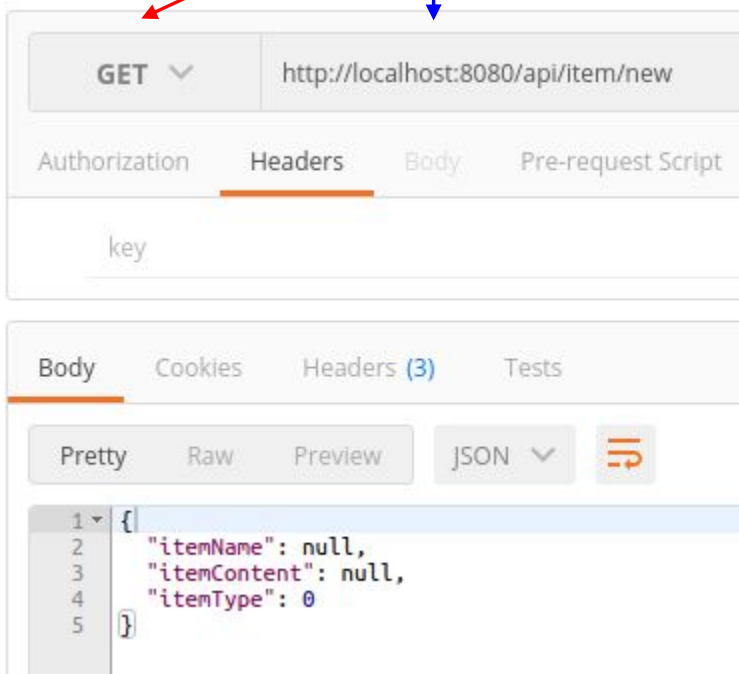 GET http://localhost:8080/api/item/new
Authorization Headers Body Pre-request Script
key
Body Cookies Headers (3) Tests
Pretty Raw Preview JSON
1 {
2 "itemName": null,
3 "itemContent": null,
4 "itemType": 0
5 }